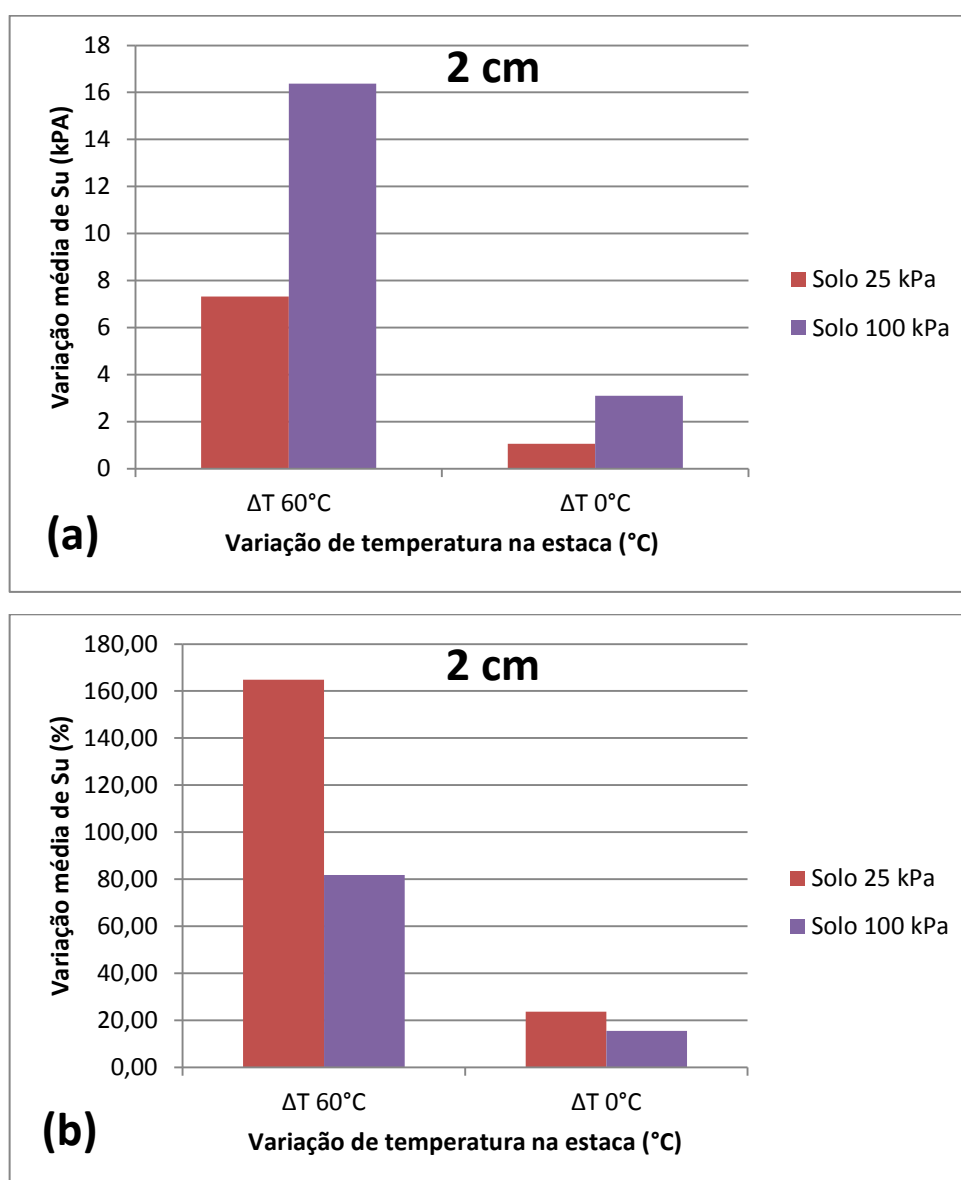 2 cm
Variação média de Su (kPA)
18
16
14
12
10
8
6
4
2
0
ΔT 60°C
ΔT 0°C
Variação de temperatura na estaca (°C)
Solo 25 kPa
Solo 100 kPa
(a)
2 cm
Variação média de Su (%)
180,00
160,00
140,00
120,00
100,00
80,00
60,00
40,00
20,00
0,00
ΔT 60°C
ΔT 0°C
Variação de temperatura na estaca (°C)
Solo 25 kPa
Solo 100 kPa
(b)